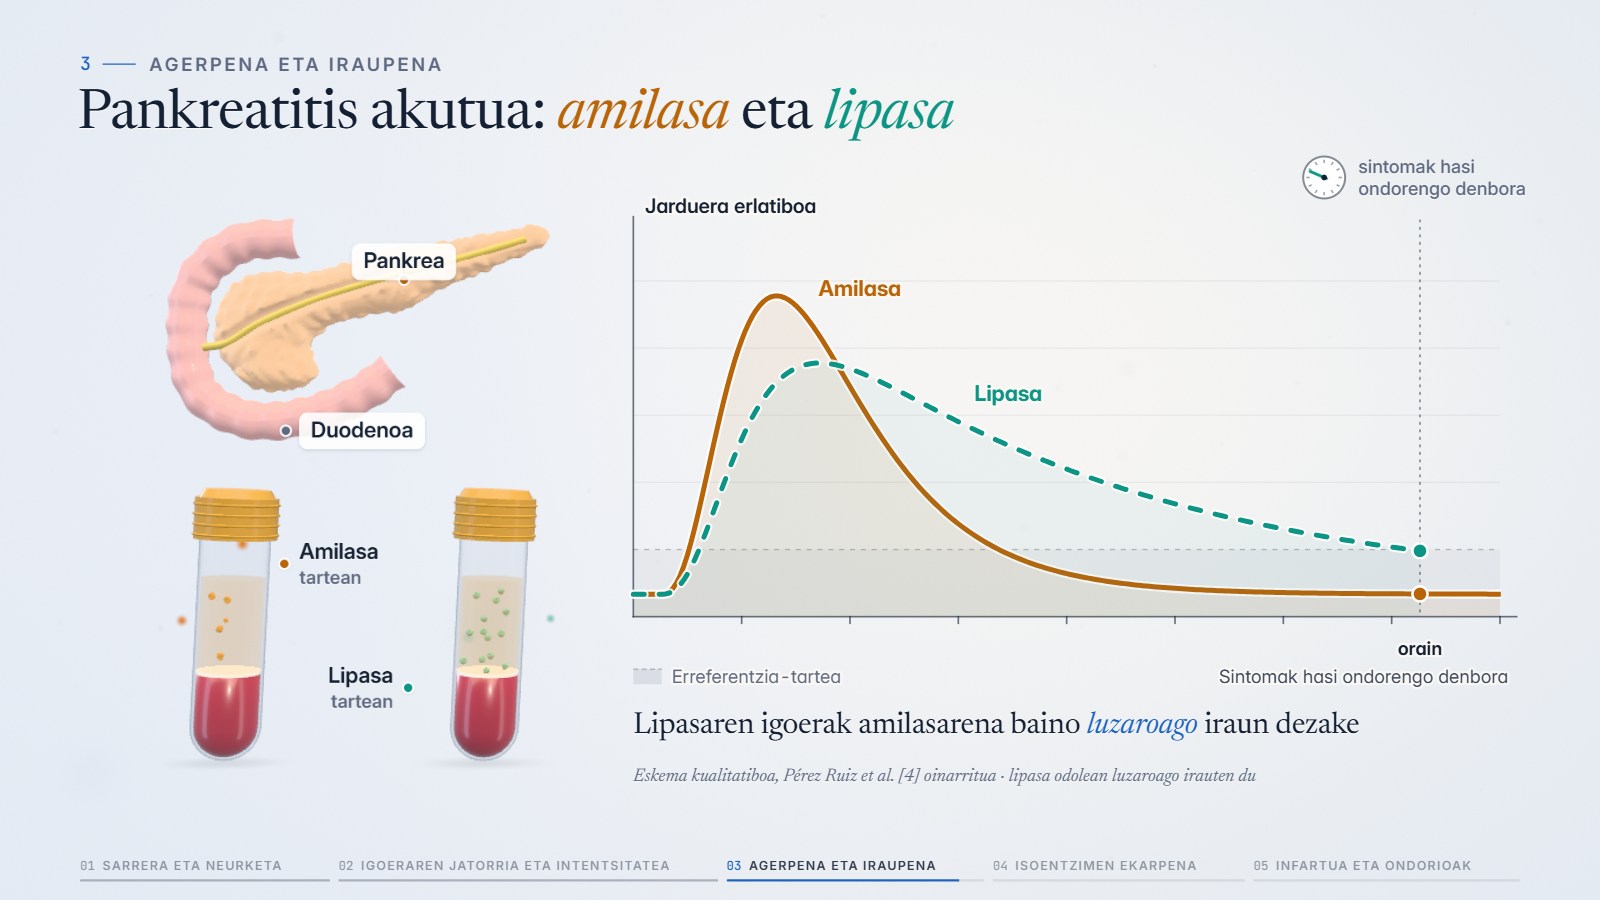 3 — AGERPENA ETA IRAUPENA
Pankreatitis akutua: amilasa eta lipasa
sintomak hasi
ondorengo denbora
Jarduera erlatiboa
Pankrea
Amilasa
Lipasa
Duodenoa
Amilasa
tartean
Lipasa
tartean
orain
Erreferentzia-tartea
Sintomak hasi ondorengo denbora
Lipasaren igoerak amilasarena baino luzaroago iraun dezake
Eskema kualitatiboa, Pérez Ruiz et al. [4] oinarritua · lipasa odolean luzaroago irauten du
01 SARRERA ETA NEURKETA
02 IGOERAREN JATORRIA ETA INTENTSITATEA
03 AGERPENA ETA IRAUPENA
04 ISOENTZIMEN EKARPENA
05 INFARTUA ETA ONDORIOAK